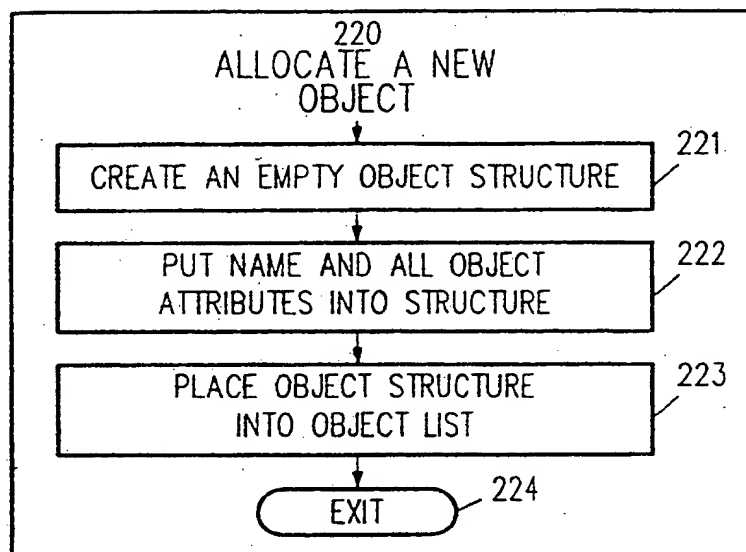 220
ALLOCATE A NEW
OBJECT
221
CREATE AN EMPTY OBJECT STRUCTURE
222
PUT NAME AND ALL OBJECT
ATTRIBUTES INTO STRUCTURE
223
PLACE OBJECT STRUCTURE
INTO OBJECT LIST
224
EXIT